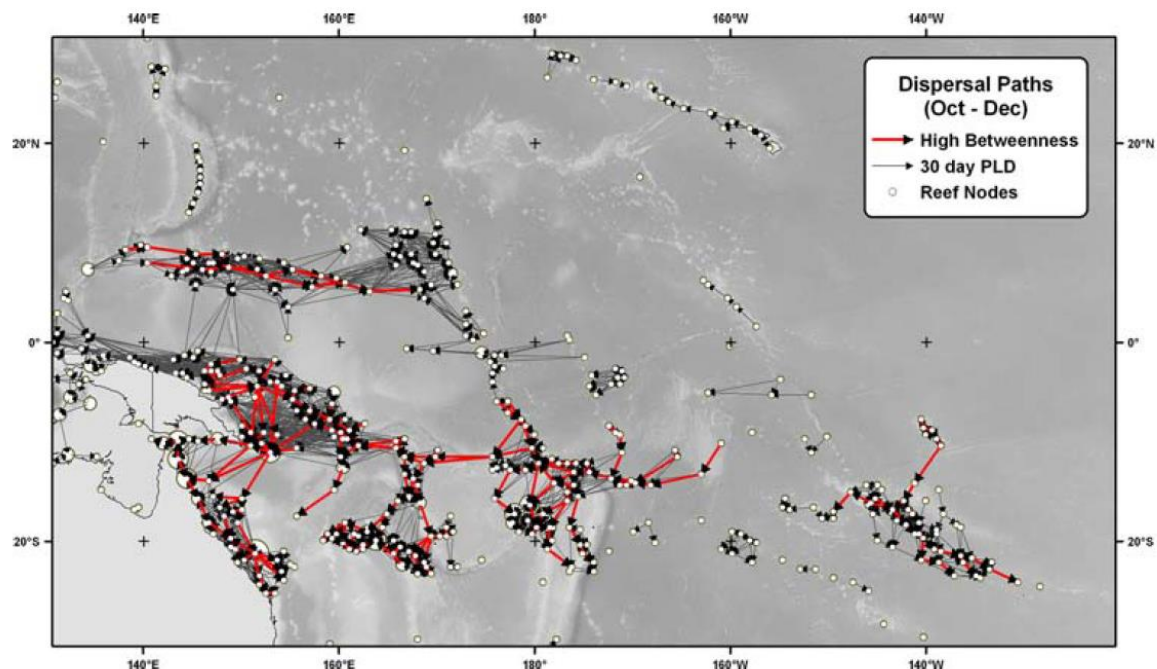 140°E 160°E 180° 160°W 140°W
Dispersal Paths
(Oct - Dec)
High Betweenness
30 day PLD
Reef Nodes
20°N 20°N
0° 0°
20°S 20°S
140°E 160°E 180° 160°W 140°W